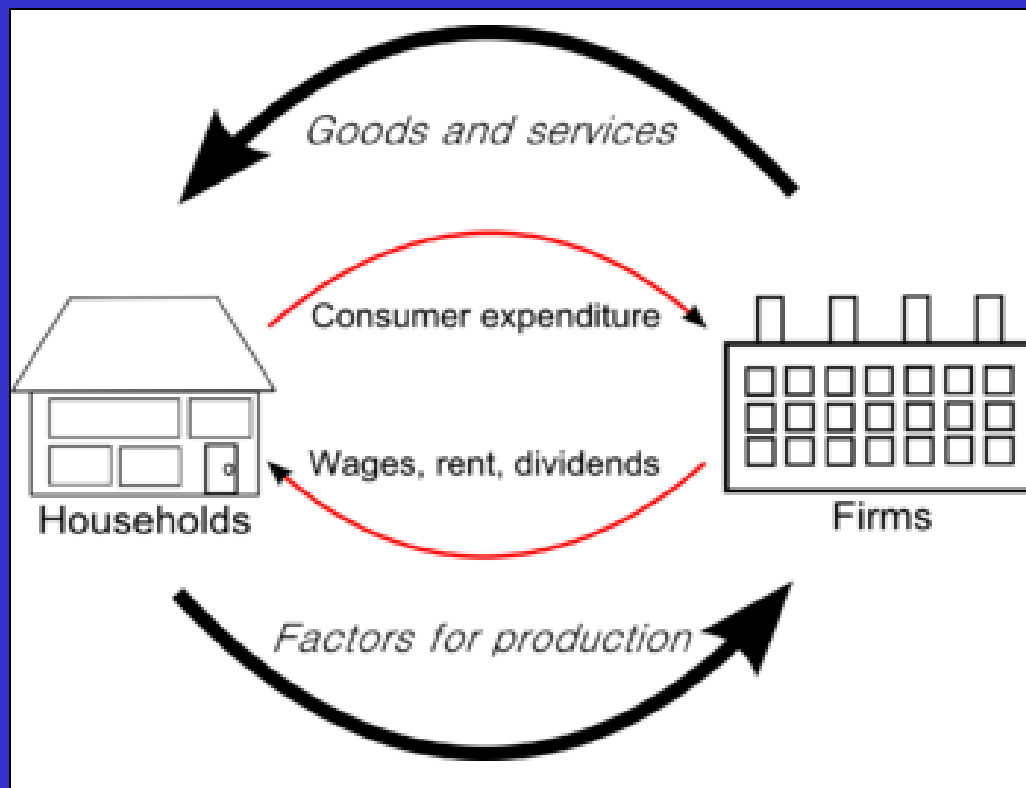 Goods and services
Consumer expenditure
Wages, rent, dividends
Households
Firms
Factors for production